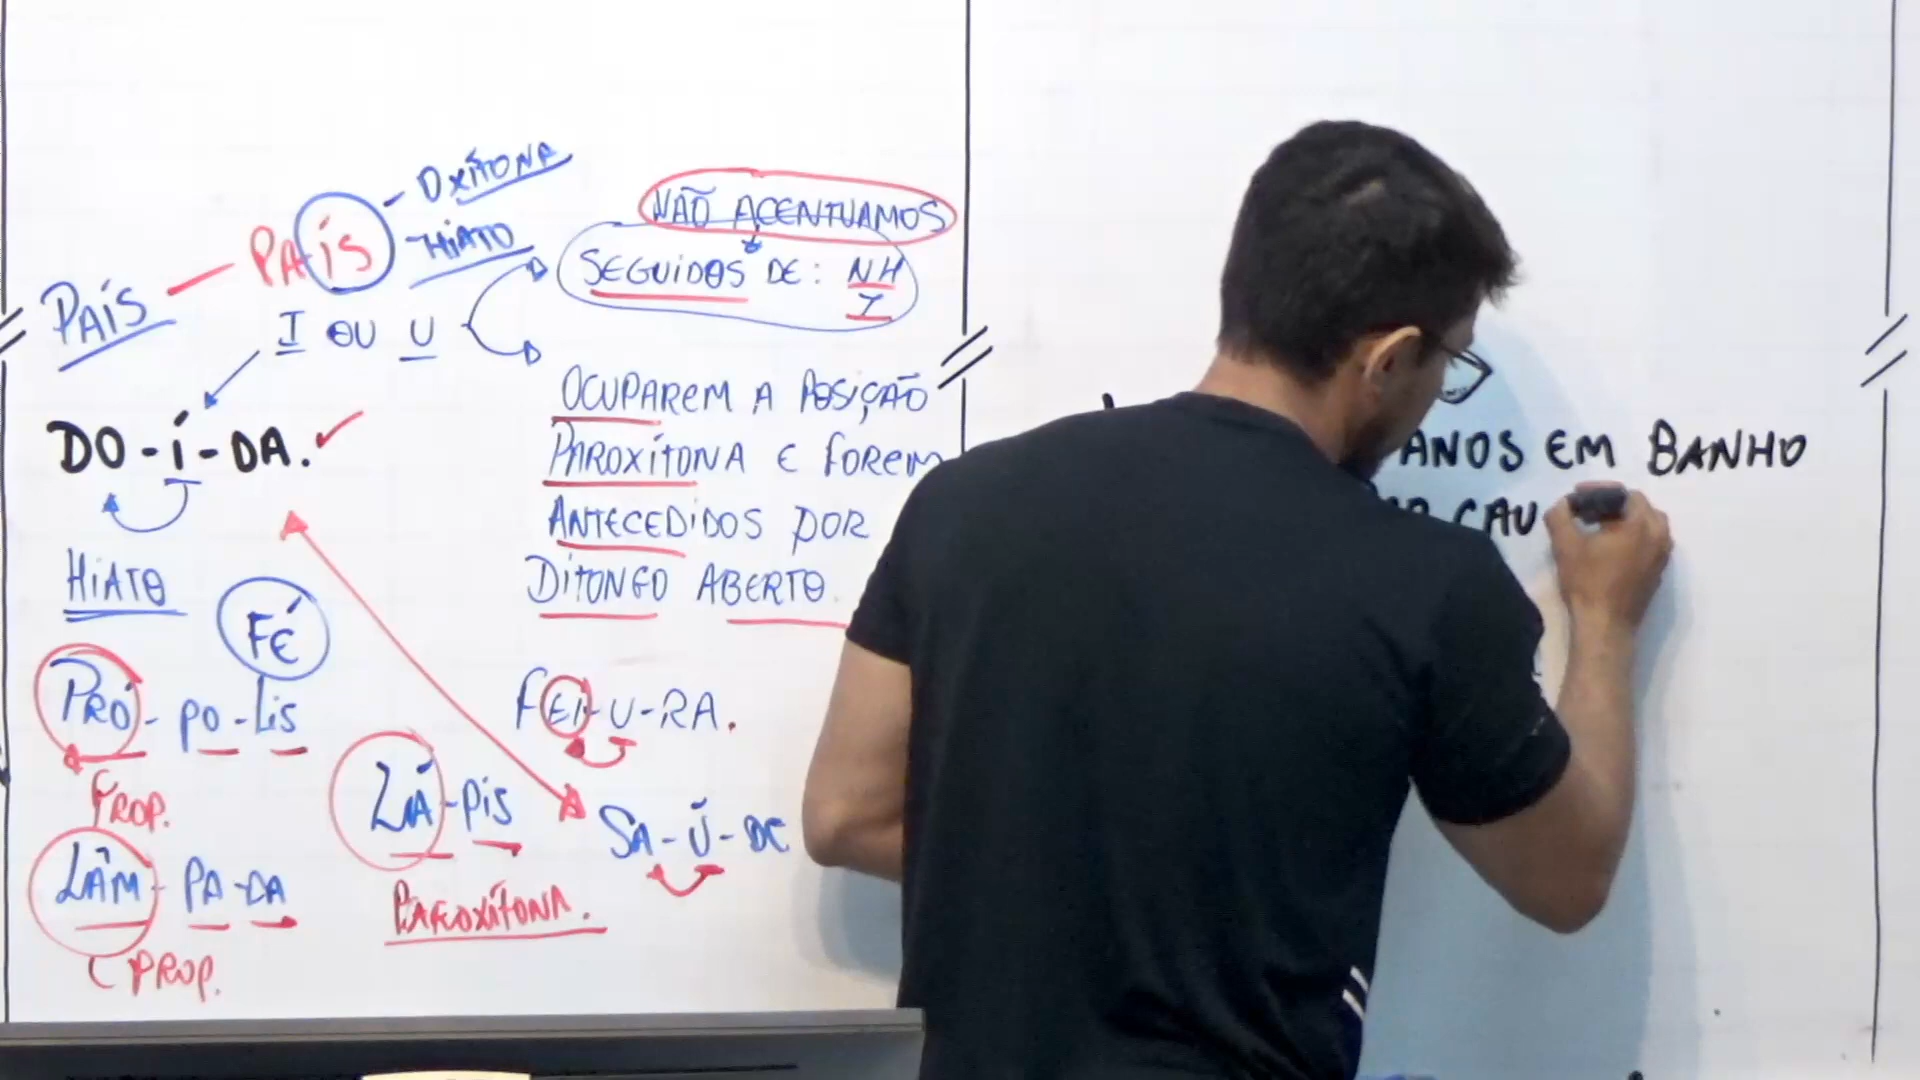 PAÍS
PA-ÍS
- OXÍTONA
- HIATO
I OU U
DO-Í-DA.
HIATO
FÉ
PRÓ-PO-LIS
PROP.
LÂM-PA-DA
PROP.
LÁ-PIS
PAROXÍTONA.
NÃO ACENTUAMOS
SEGUIDOS DE: NH
OCUPAREM A POSIÇÃO
PAROXÍTONA E FOREM
ANTECEDIDOS POR
DITONGO ABERTO.
FEI-U-RA.
SA-Ú-DE
ANOS EM BANHO
CAU